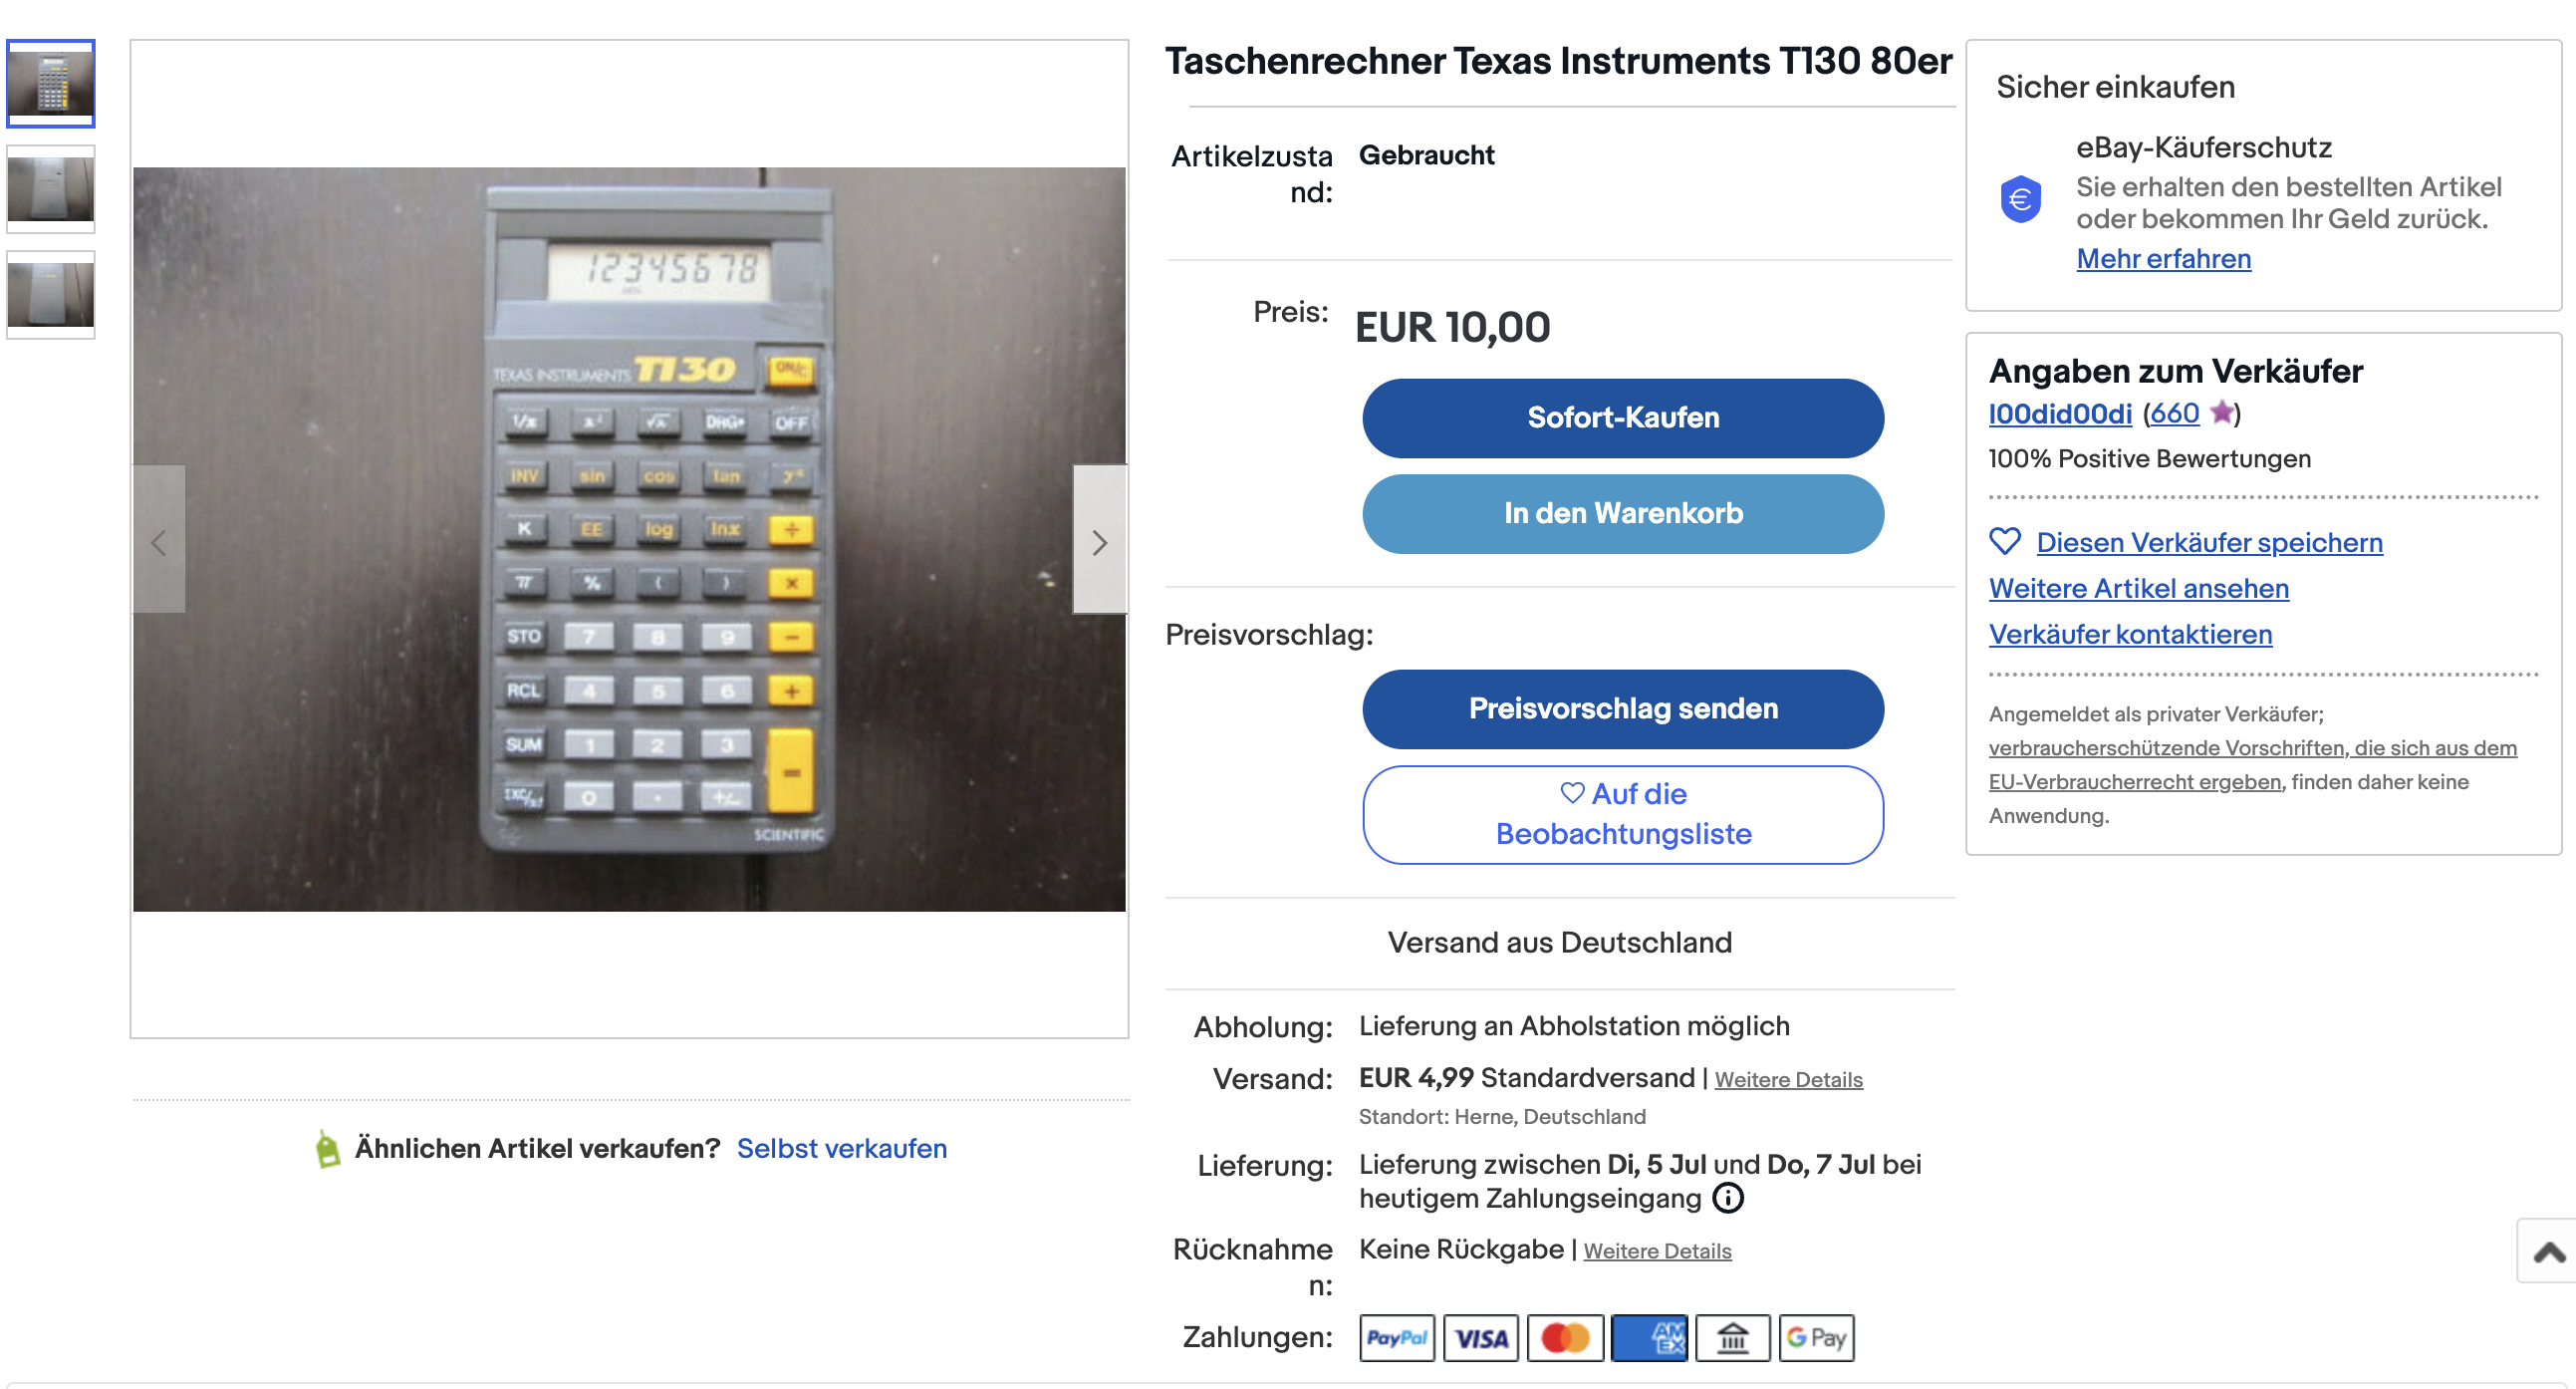 Taschenrechner Texas Instruments T130 80er
Artikelzusta
nd:
Gebraucht
Preis:
EUR 10,00
Sofort-Kaufen
In den Warenkorb
Preisvorschlag:
Preisvorschlag senden
Auf die
Beobachtungsliste
Versand aus Deutschland
Abholung:
Lieferung an Abholstation möglich
Versand:
EUR 4,99 Standardversand | Weitere Details
Standort: Herne, Deutschland
Lieferung:
Lieferung zwischen Di, 5 Jul und Do, 7 Jul bei
heutigem Zahlungseingang
Rücknahme
n:
Keine Rückgabe | Weitere Details
Zahlungen:
PayPal VISA AM EX G Pay
Sicher einkaufen
eBay-Käuferschutz
Sie erhalten den bestellten Artikel
oder bekommen Ihr Geld zurück.
Mehr erfahren
Angaben zum Verkäufer
l00did00di (660)
100% Positive Bewertungen
Diesen Verkäufer speichern
Weitere Artikel ansehen
Verkäufer kontaktieren
Angemeldet als privater Verkäufer;
verbraucherschützende Vorschriften, die sich aus dem
EU-Verbraucherrecht ergeben, finden daher keine
Anwendung.
12345678
TEXAS INSTRUMENTS TI30 ON/C
1/x x² √x DRG▸ OFF
INV sin cos tan yˣ
K EE log lnx ÷
π % ( ) ×
STO 7 8 9 −
RCL 4 5 6 +
SUM 1 2 3 =
EXC 0 . +/−
SCIENTIFIC
Ähnlichen Artikel verkaufen? Selbst verkaufen